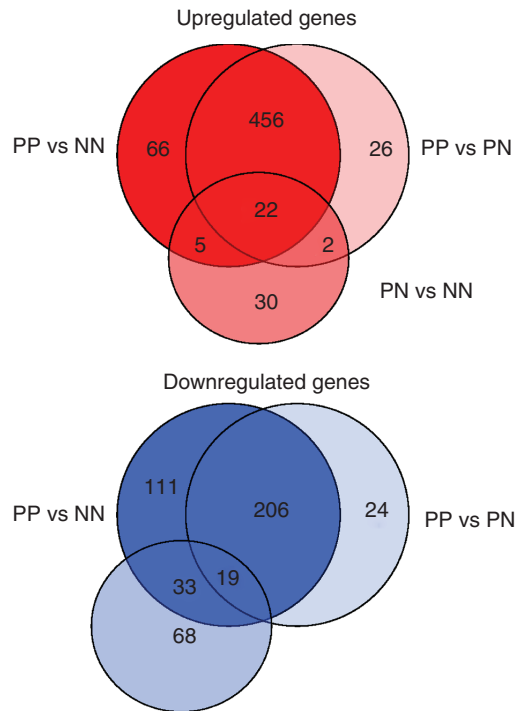 Upregulated genes
PP vs NN
66
456
26
PP vs PN
22
5
2
30
PN vs NN
Downregulated genes
PP vs NN
111
206
24
PP vs PN
33
19
68